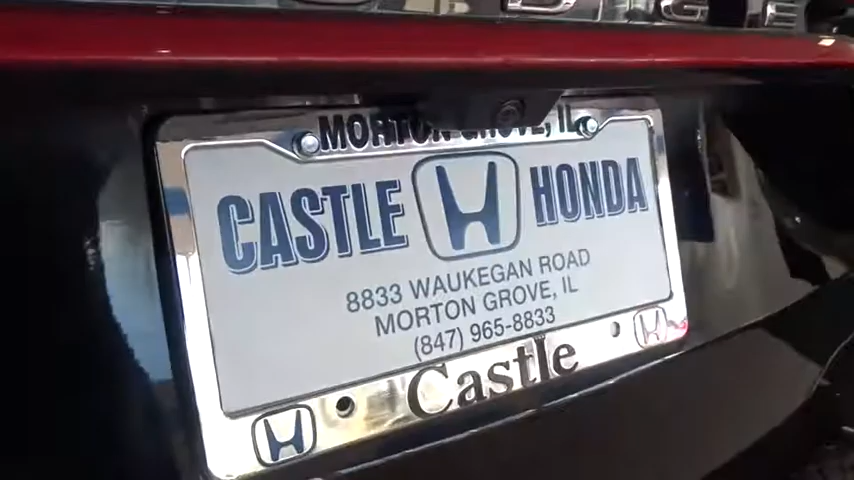 MORTON GROVE, IL
CASTLE HONDA
8833 WAUKEGAN ROAD
MORTON GROVE, IL
(847) 965-8833
Castle